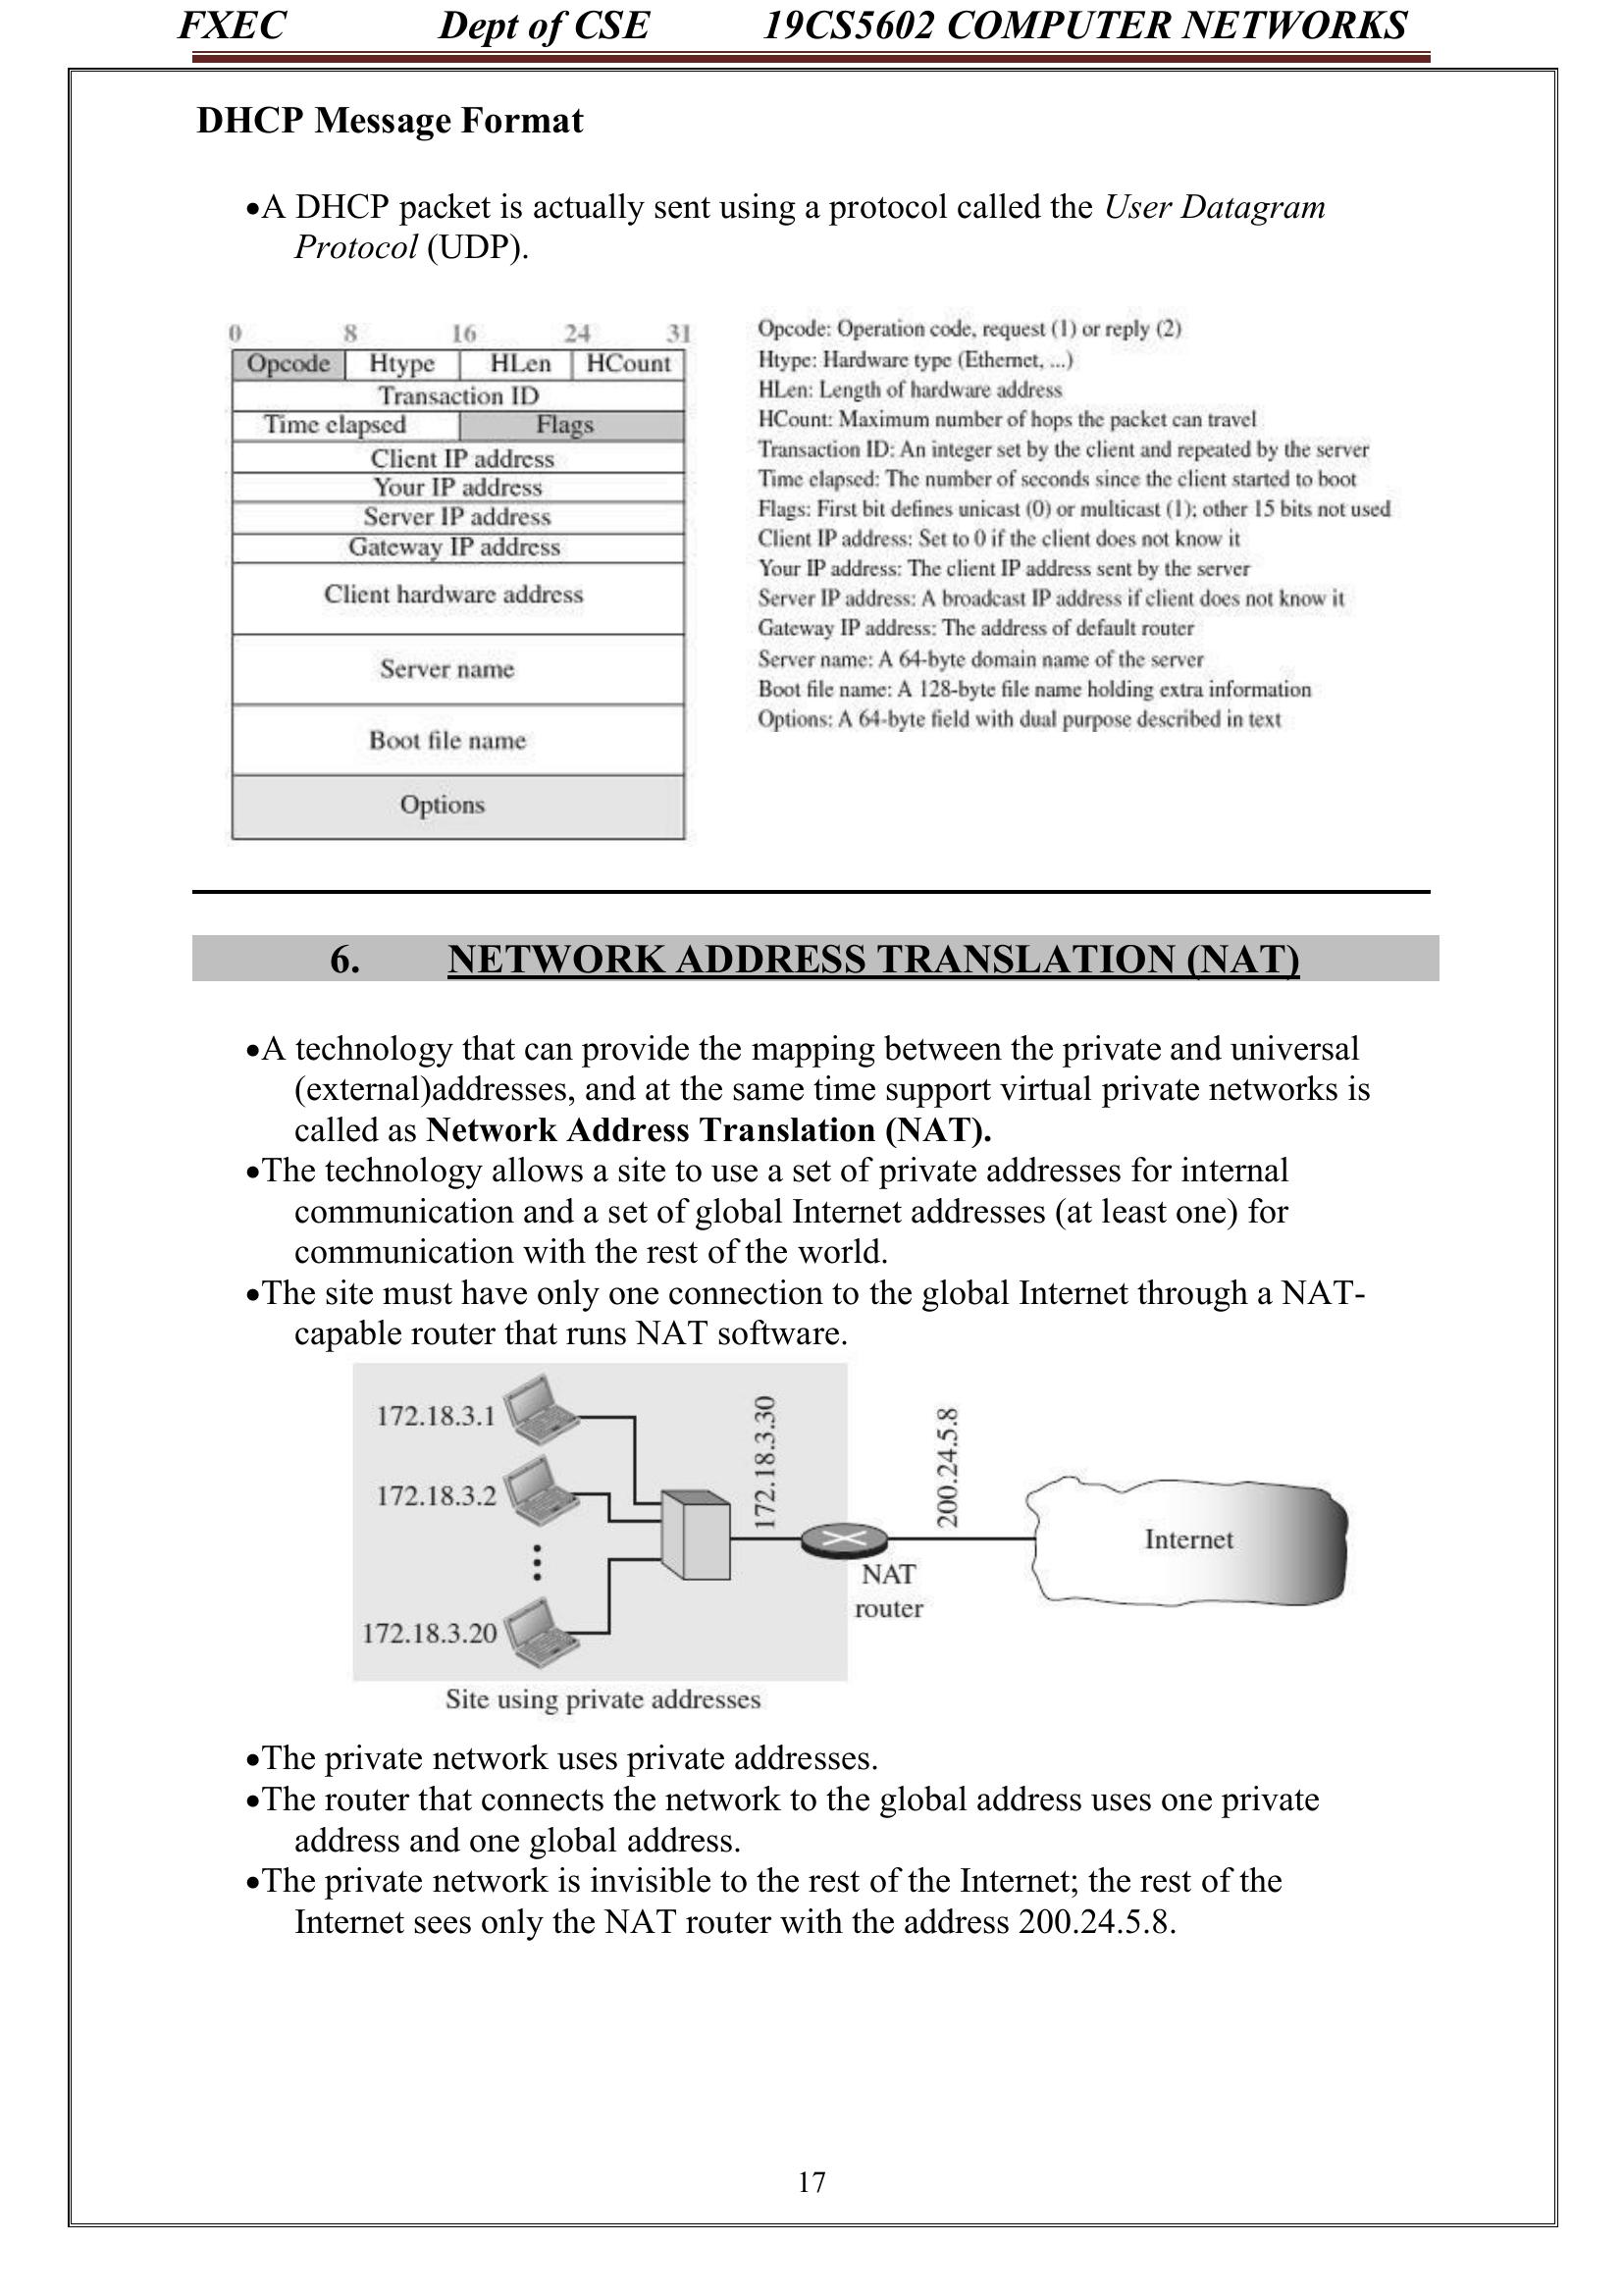 FXEC Dept of CSE 19CS5602 COMPUTER NETWORKS
DHCP Message Format
•A DHCP packet is actually sent using a protocol called the User Datagram
Protocol (UDP).
0 8 16 24 31
Opcode Htype HLen HCount
Transaction ID
Time elapsed Flags
Client IP address
Your IP address
Server IP address
Gateway IP address
Client hardware address
Server name
Boot file name
Options
Opcode: Operation code, request (1) or reply (2)
Htype: Hardware type (Ethernet, ...)
HLen: Length of hardware address
HCount: Maximum number of hops the packet can travel
Transaction ID: An integer set by the client and repeated by the server
Time elapsed: The number of seconds since the client started to boot
Flags: First bit defines unicast (0) or multicast (1); other 15 bits not used
Client IP address: Set to 0 if the client does not know it
Your IP address: The client IP address sent by the server
Server IP address: A broadcast IP address if client does not know it
Gateway IP address: The address of default router
Server name: A 64-byte domain name of the server
Boot file name: A 128-byte file name holding extra information
Options: A 64-byte field with dual purpose described in text
6. NETWORK ADDRESS TRANSLATION (NAT)
•A technology that can provide the mapping between the private and universal
(external)addresses, and at the same time support virtual private networks is
called as Network Address Translation (NAT).
•The technology allows a site to use a set of private addresses for internal
communication and a set of global Internet addresses (at least one) for
communication with the rest of the world.
•The site must have only one connection to the global Internet through a NAT-
capable router that runs NAT software.
172.18.3.1
172.18.3.2
172.18.3.20
172.18.3.30
200.24.5.8
NAT
router
Internet
Site using private addresses
•The private network uses private addresses.
•The router that connects the network to the global address uses one private
address and one global address.
•The private network is invisible to the rest of the Internet; the rest of the
Internet sees only the NAT router with the address 200.24.5.8.
17